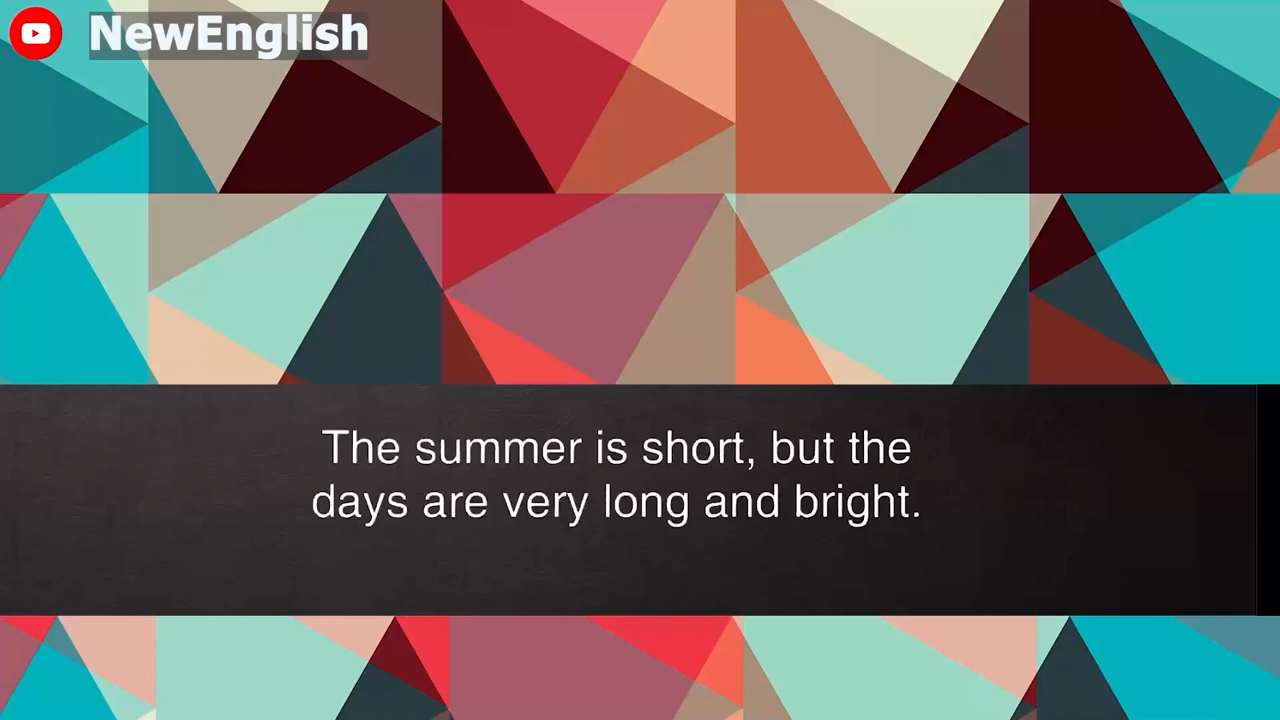 NewEnglish
The summer is short, but the
days are very long and bright.